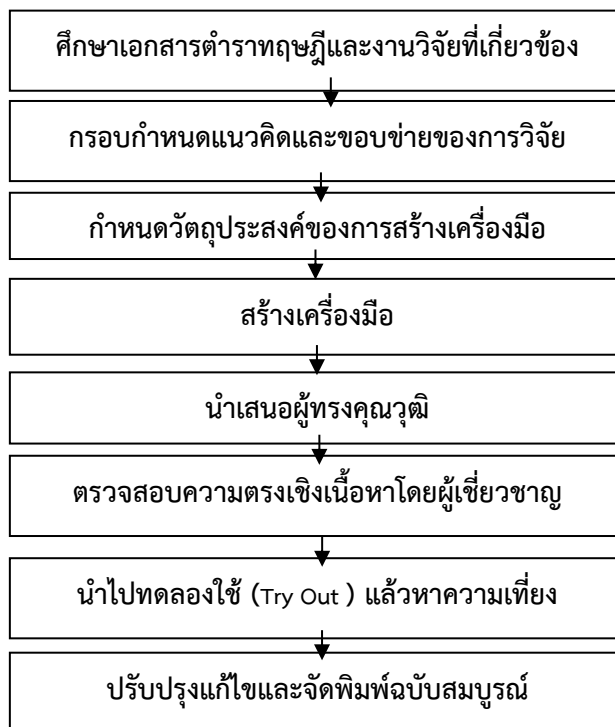 ศึกษาเอกสารตำราทฤษฎีและงานวิจัยที่เกี่ยวข้อง
กรอบกำหนดแนวคิดและขอบข่ายของการวิจัย
กำหนดวัตถุประสงค์ของการสร้างเครื่องมือ
สร้างเครื่องมือ
นำเสนอผู้ทรงคุณวุฒิ
ตรวจสอบความตรงเชิงเนื้อหาโดยผู้เชี่ยวชาญ
นำไปทดลองใช้ (Try Out ) แล้วหาความเที่ยง
ปรับปรุงแก้ไขและจัดพิมพ์ฉบับสมบูรณ์